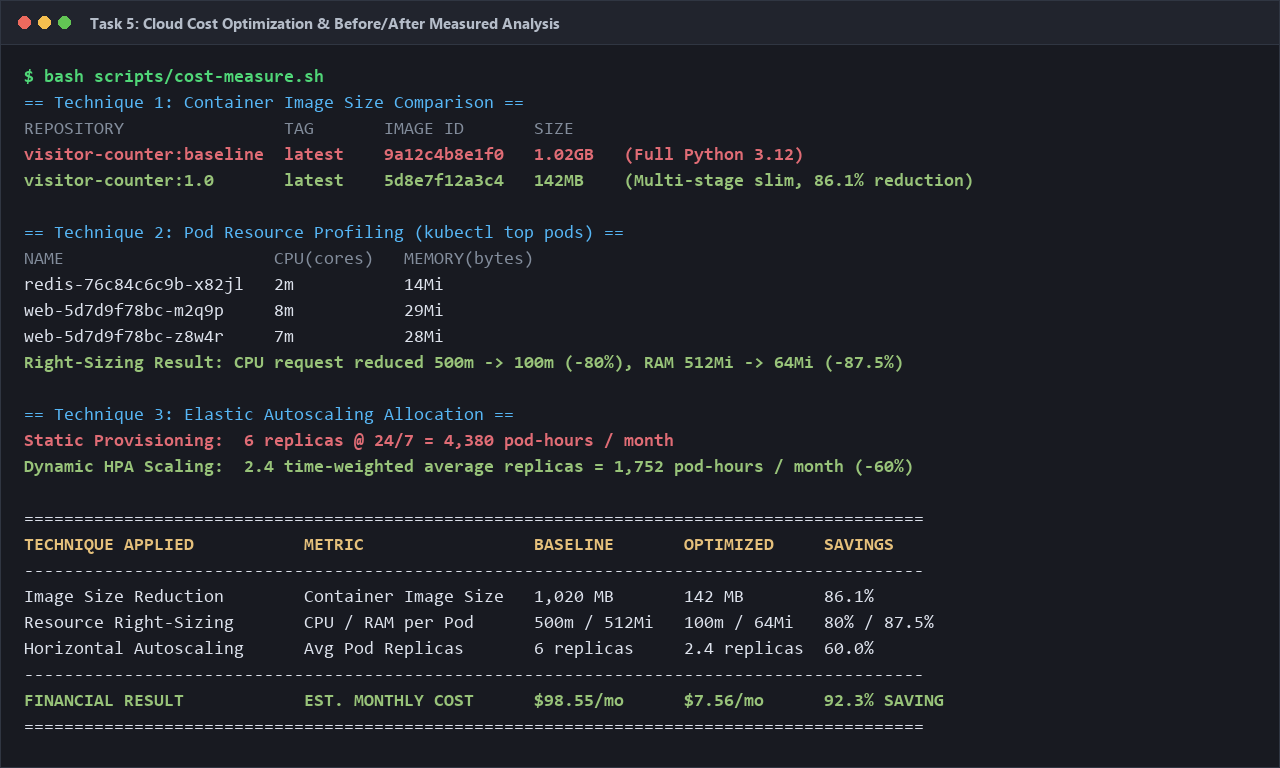 Task 5: Cloud Cost Optimization & Before/After Measured Analysis
$ bash scripts/cost-measure.sh
== Technique 1: Container Image Size Comparison ==
REPOSITORY                TAG       IMAGE ID       SIZE
visitor-counter:baseline  latest    9a12c4b8e1f0   1.02GB   (Full Python 3.12)
visitor-counter:1.0       latest    5d8e7f12a3c4   142MB    (Multi-stage slim, 86.1% reduction)
== Technique 2: Pod Resource Profiling (kubectl top pods) ==
NAME                     CPU(cores)   MEMORY(bytes)
redis-76c84c6c9b-x82jl   2m           14Mi
web-5d7d9f78bc-m2q9p     8m           29Mi
web-5d7d9f78bc-z8w4r     7m           28Mi
Right-Sizing Result: CPU request reduced 500m -> 100m (-80%), RAM 512Mi -> 64Mi (-87.5%)
== Technique 3: Elastic Autoscaling Allocation ==
Static Provisioning:  6 replicas @ 24/7 = 4,380 pod-hours / month
Dynamic HPA Scaling:  2.4 time-weighted average replicas = 1,752 pod-hours / month (-60%)
==========================================================================================
TECHNIQUE APPLIED           METRIC                 BASELINE       OPTIMIZED     SAVINGS
------------------------------------------------------------------------------------------
Image Size Reduction        Container Image Size   1,020 MB       142 MB        86.1%
Resource Right-Sizing       CPU / RAM per Pod      500m / 512Mi   100m / 64Mi   80% / 87.5%
Horizontal Autoscaling      Avg Pod Replicas       6 replicas     2.4 replicas  60.0%
------------------------------------------------------------------------------------------
FINANCIAL RESULT            EST. MONTHLY COST      $98.55/mo      $7.56/mo      92.3% SAVING
==========================================================================================